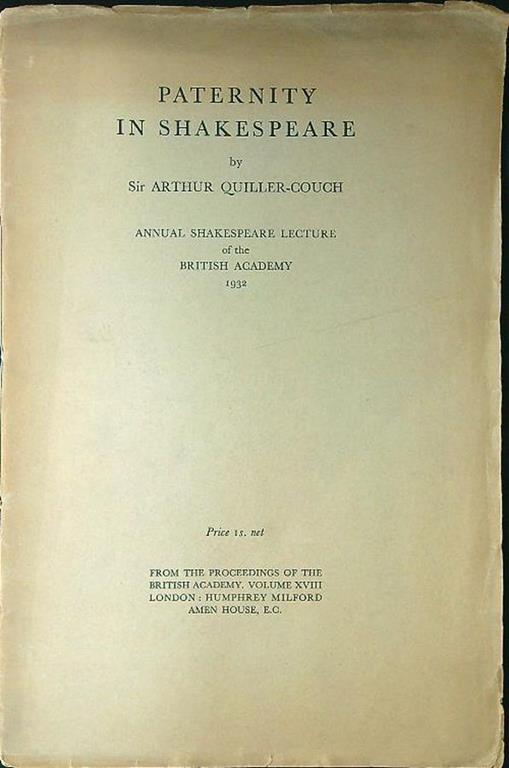 PATERNITY
IN SHAKESPEARE
by
Sir ARTHUR QUILLER-COUCH
ANNUAL SHAKESPEARE LECTURE
of the
BRITISH ACADEMY
1932
Price 1s. net
FROM THE PROCEEDINGS OF THE
BRITISH ACADEMY. VOLUME XVIII
LONDON : HUMPHREY MILFORD
AMEN HOUSE, E.C.